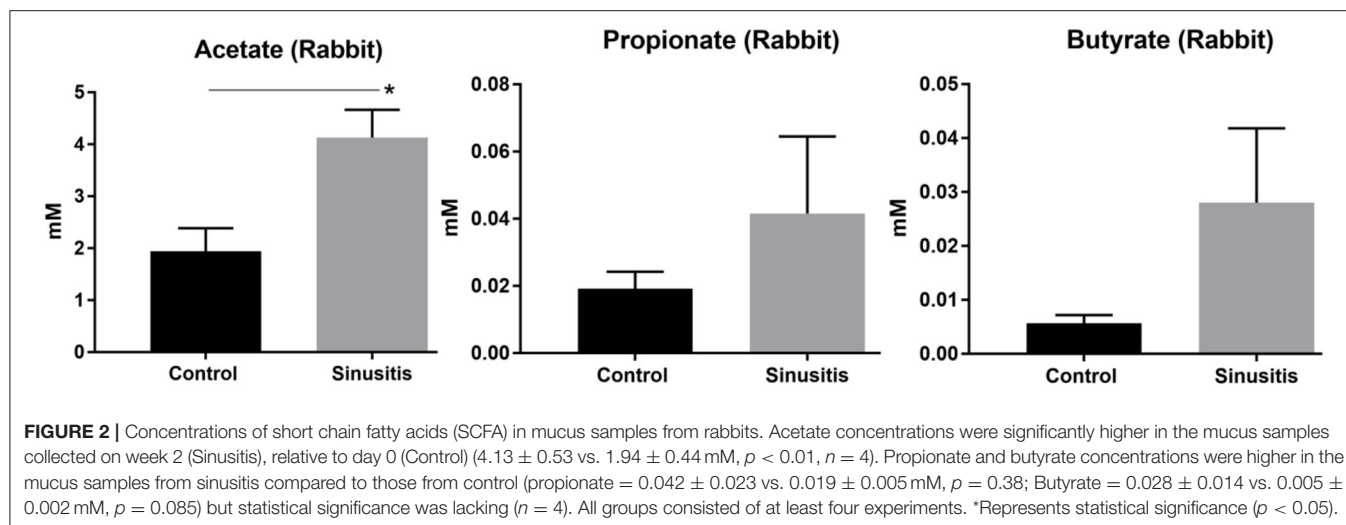 Acetate (Rabbit)
5
4
3
2
1
0
mM
*
Control
Sinusitis
Propionate (Rabbit)
0.08
0.06
0.04
0.02
0.00
mM
Control
Sinusitis
Butyrate (Rabbit)
0.05
0.04
0.03
0.02
0.01
0.00
mM
Control
Sinusitis
FIGURE 2 | Concentrations of short chain fatty acids (SCFA) in mucus samples from rabbits. Acetate concentrations were significantly higher in the mucus samples
collected on week 2 (Sinusitis), relative to day 0 (Control) (4.13 ± 0.53 vs. 1.94 ± 0.44 mM, p < 0.01, n = 4). Propionate and butyrate concentrations were higher in the
mucus samples from sinusitis compared to those from control (propionate = 0.042 ± 0.023 vs. 0.019 ± 0.005 mM, p = 0.38; Butyrate = 0.028 ± 0.014 vs. 0.005 ±
0.002 mM, p = 0.085) but statistical significance was lacking (n = 4). All groups consisted of at least four experiments. *Represents statistical significance (p < 0.05).